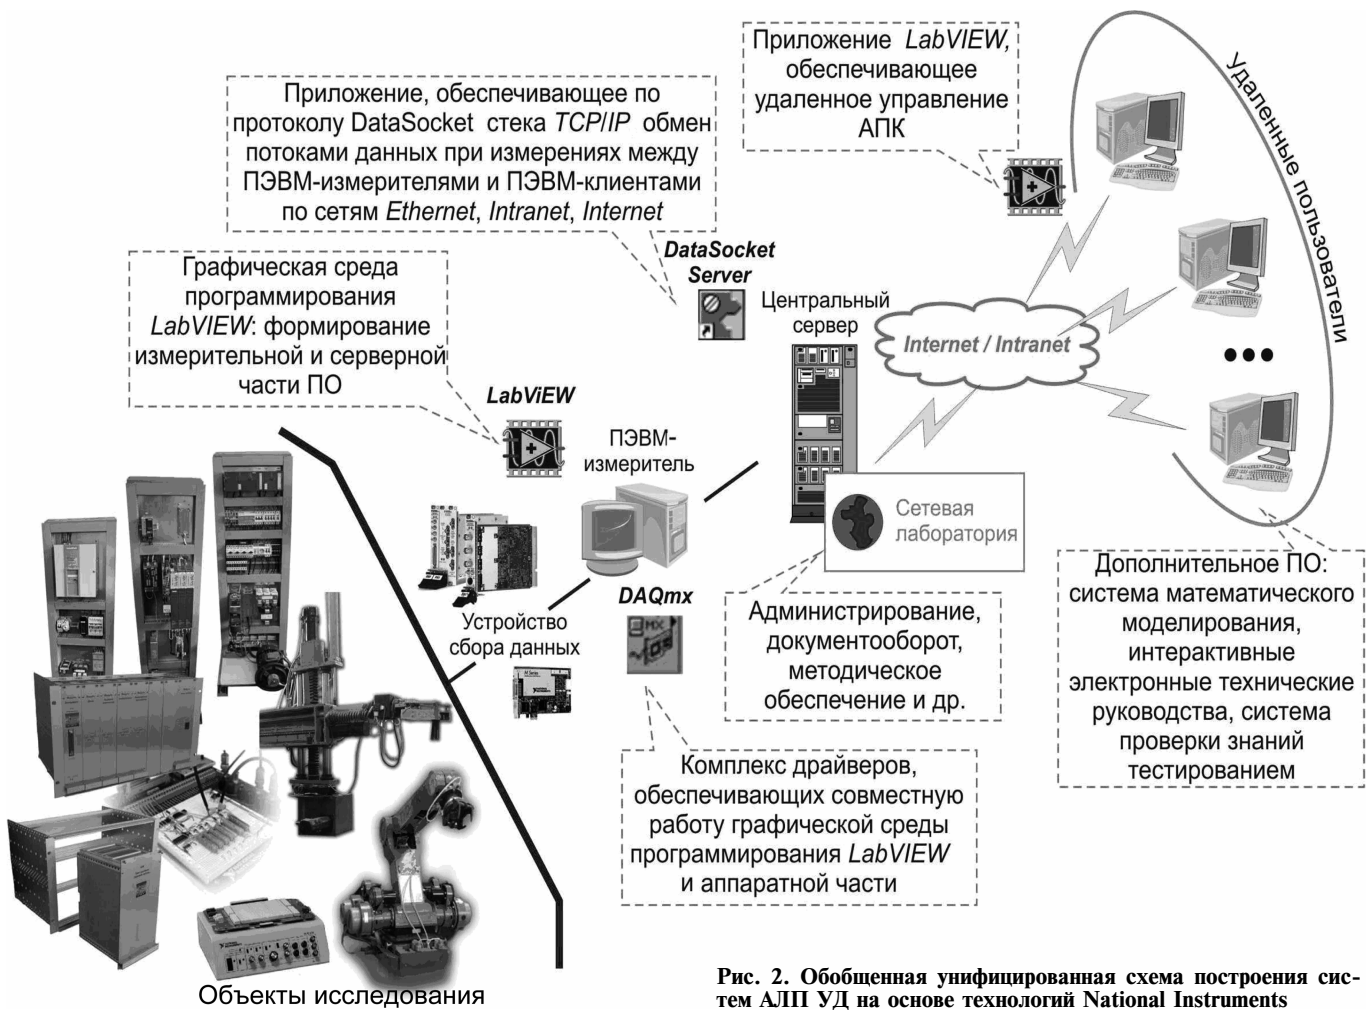 Приложение LabVIEW,
обеспечивающее
удаленное управление
АПК
Удаленные пользователи
Приложение, обеспечивающее по
протоколу DataSocket стека TCP/IP обмен
потоками данных при измерениях между
ПЭВМ-измерителями и ПЭВМ-клиентами
по сетям Ethernet, Intranet, Internet
DataSocket
Server
Графическая среда
программирования
LabVIEW: формирование
измерительной и серверной
части ПО
LabViEW
Центральный
сервер
Internet / Intranet
ПЭВМ-
измеритель
Сетевая
лаборатория
Устройство
сбора данных
DAQmx
MX
Администрирование,
документооборот,
методическое
обеспечение и др.
Дополнительное ПО:
система математического
моделирования,
интерактивные
электронные технические
руководства, система
проверки знаний
тестированием
Комплекс драйверов,
обеспечивающих совместную
работу графической среды
программирования LabVIEW
и аппаратной части
Объекты исследования
Рис. 2. Обобщенная унифицированная схема построения сис-
тем АЛП УД на основе технологий National Instruments